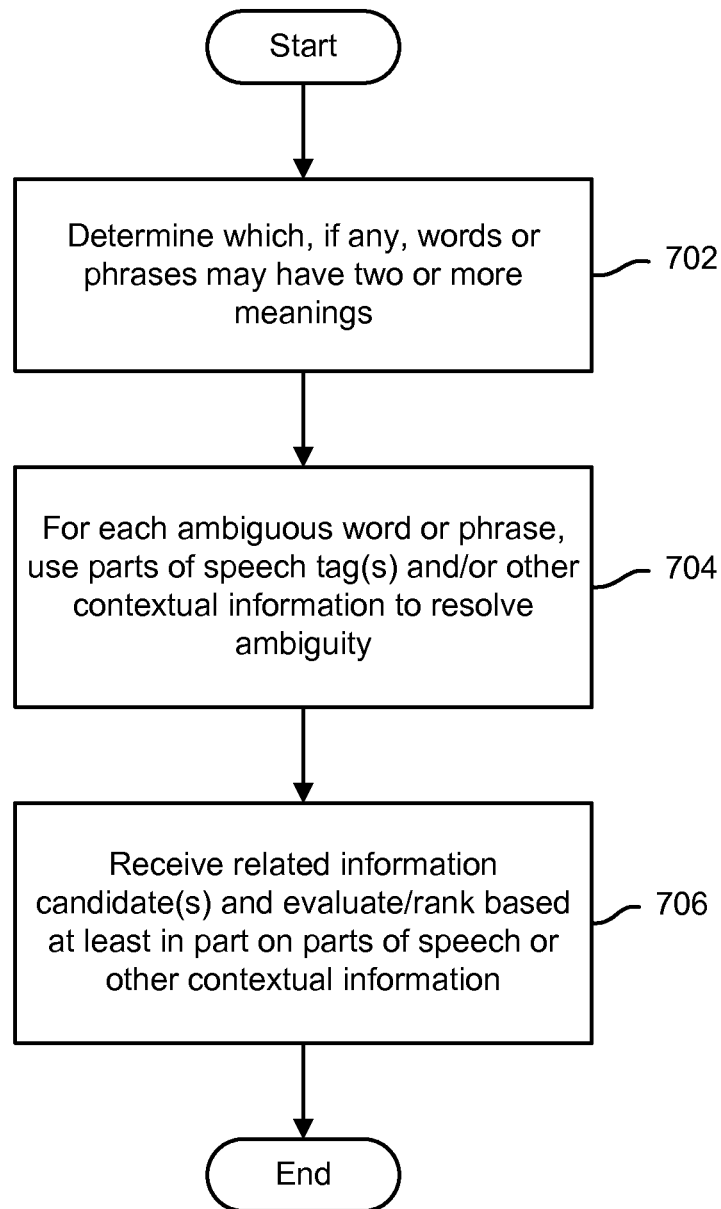 Start
Determine which, if any, words or
phrases may have two or more
meanings
702
For each ambiguous word or phrase,
use parts of speech tag(s) and/or other
contextual information to resolve
ambiguity
704
Receive related information
candidate(s) and evaluate/rank based
at least in part on parts of speech or
other contextual information
706
End